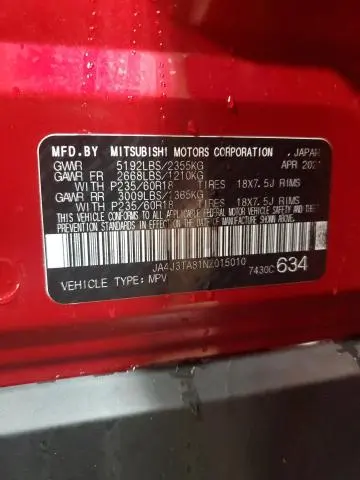 MFD.BY MITSUBISHI MOTORS CORPORATION , JAPAN
GVWR 5192LBS/2355KG APR 2021
GAWR FR 2668LBS/1210KG
WITH P235/60R18 TIRES 18X7.5J RIMS
GAWR RR 3009LBS/1365KG
WITH P235/60R18 TIRES 18X7.5J RIMS
THIS VEHICLE CONFORMS TO ALL APPLICABLE
FEDERAL MOTOR VEHICLE SAFETY AND THEFT
PREVENTION STANDARDS IN EFFECT ON THE
DATE OF MANUFACTURE SHOWN ABOVE.
JA4J3TA81NZ015010
7430C 634
VEHICLE TYPE: MPV